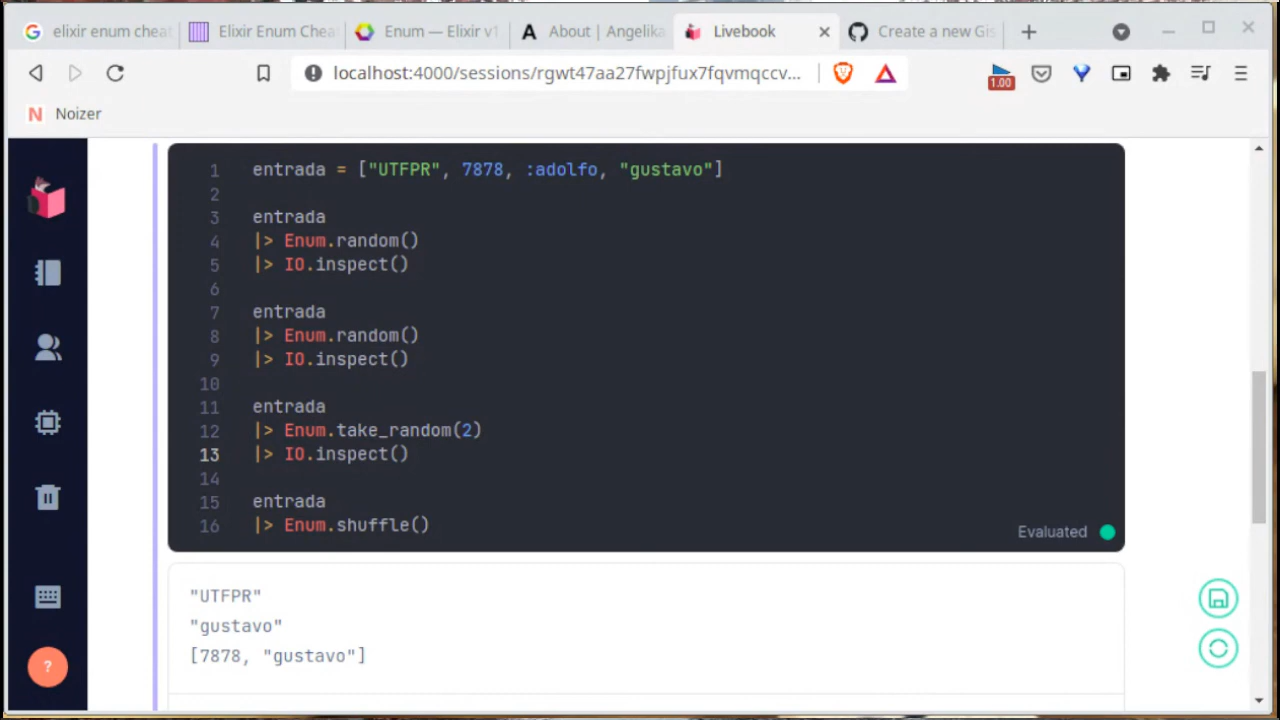 elixir enum cheat
Elixir Enum Chea
Enum — Elixir v1
About | Angelika
Livebook
Create a new Gis
localhost:4000/sessions/rgwt47aa27fwpjfux7fqvmqccv...
1.00
Noizer
1 entrada = ["UTFPR", 7878, :adolfo, "gustavo"]
2
3 entrada
4 |> Enum.random()
5 |> IO.inspect()
6
7 entrada
8 |> Enum.random()
9 |> IO.inspect()
10
11 entrada
12 |> Enum.take_random(2)
13 |> IO.inspect()
14
15 entrada
16 |> Enum.shuffle()
Evaluated
"UTFPR"
"gustavo"
[7878, "gustavo"]
?